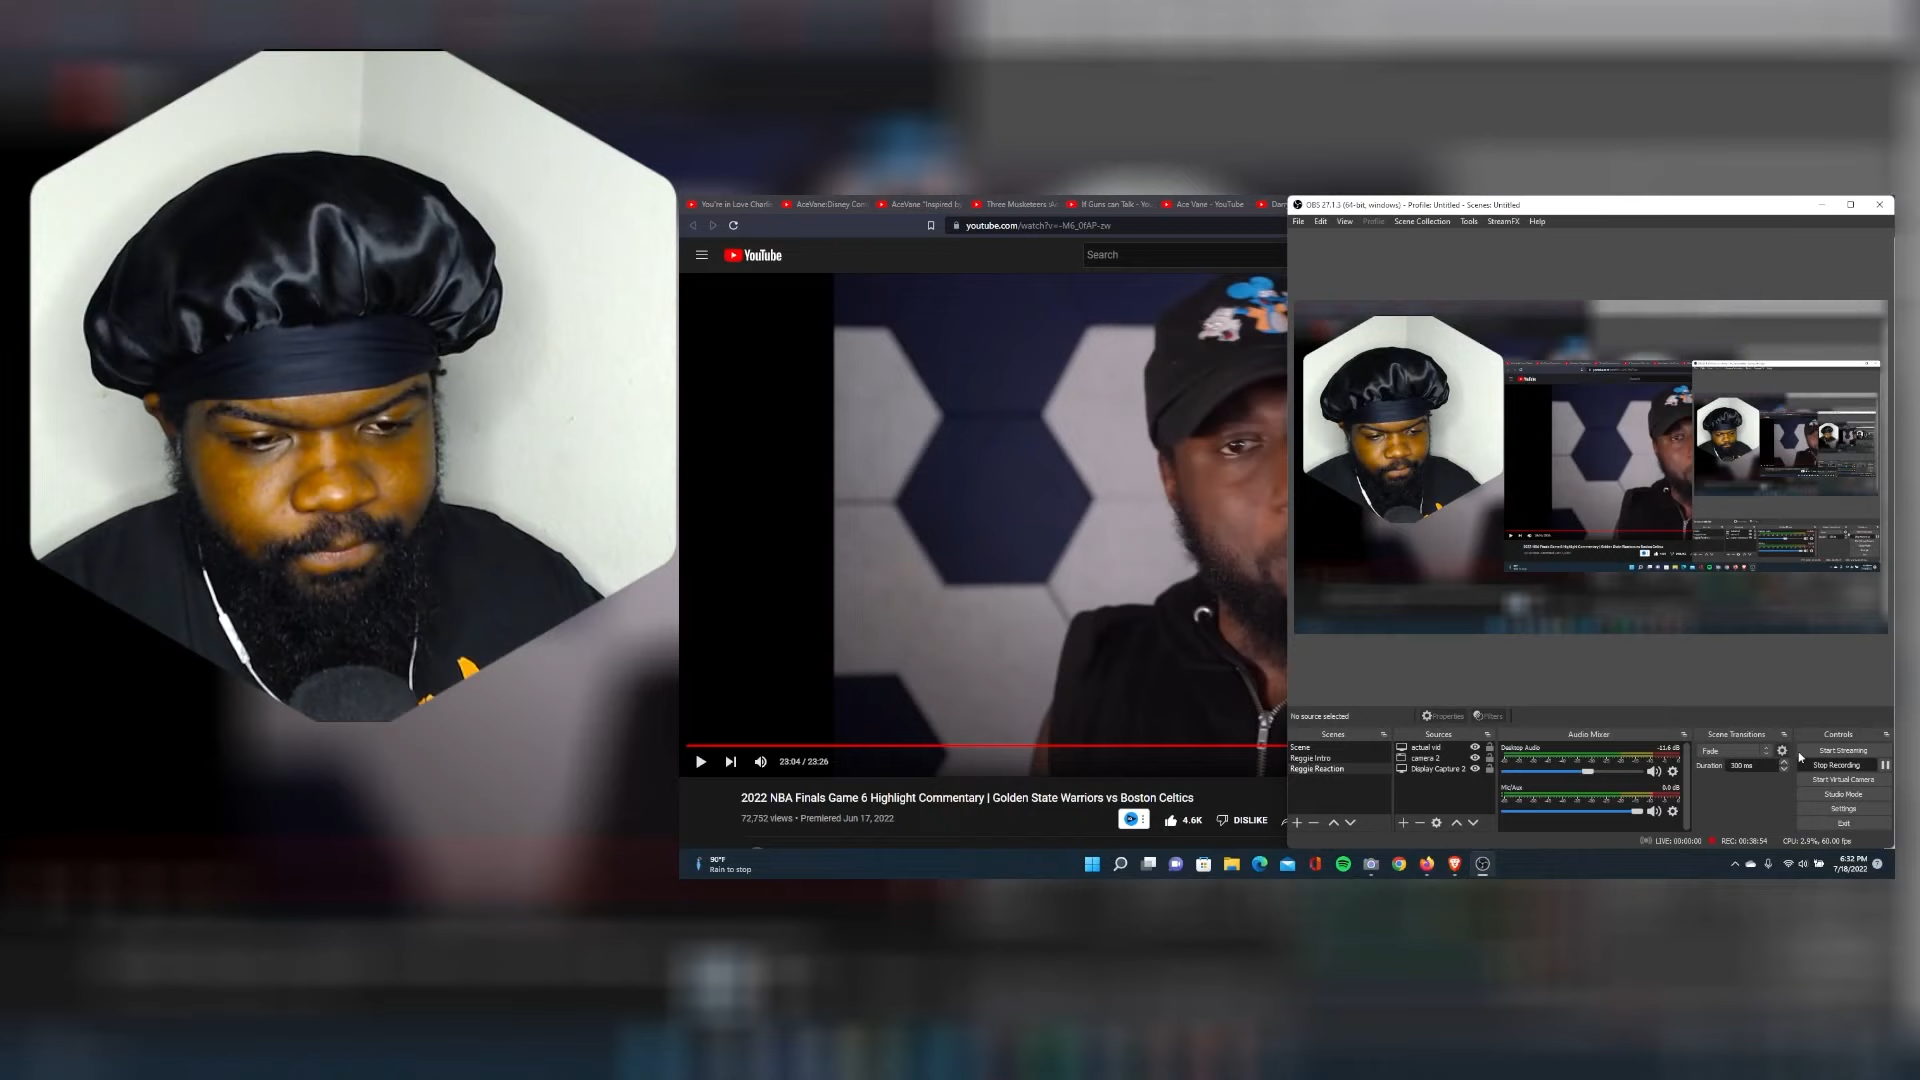 You're in Love Charlie
AceVane:Disney Com
AceVane "Inspired by
Three Musketeers
If Guns can Talk - Yo...
Ace Vane - YouTube
youtube.com/watch?v=-M6_0fAP-zw
YouTube
Search
23:04 / 23:26
2022 NBA Finals Game 6 Highlight Commentary | Golden State Warriors vs Boston Celtics
72,752 views • Premiered Jun 17, 2022
4.6K
DISLIKE
OBS 27.1.3 (64-bit, windows) - Profile: Untitled - Scenes: Untitled
File Edit View Profile Scene Collection Tools StreamFX Help
No source selected
Properties
Filters
Scenes
Scene
Reggie Intro
Reggie Reaction
Sources
actual vid
camera 2
Display Capture 2
Audio Mixer
Desktop Audio
-11.6 dB
Mic/Aux
0.0 dB
Scene Transitions
Fade
Duration 300 ms
Controls
Start Streaming
Stop Recording
Start Virtual Camera
Studio Mode
Settings
Exit
LIVE: 00:00:00
REC: 00:38:54
CPU: 2.9%, 60.00 fps
90°F
Rain to stop
6:32 PM
7/18/2022